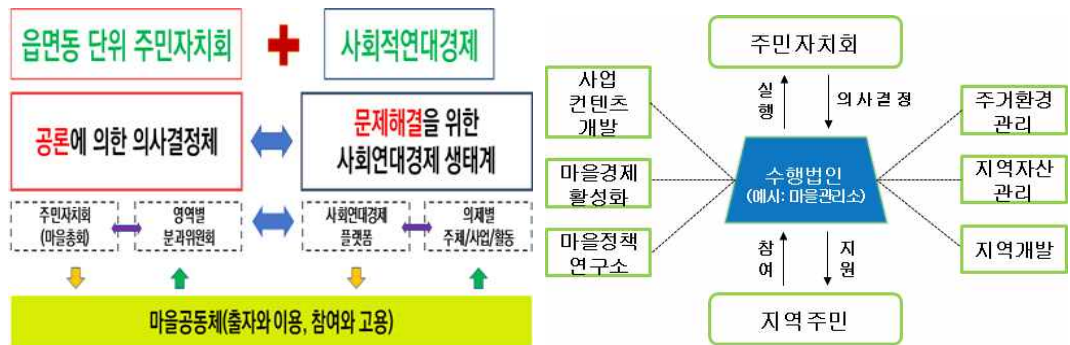 읍면동 단위 주민자치회
사회적연대경제
공론에 의한 의사결정체
문제해결을 위한
사회연대경제 생태계
주민자치회
(마을총회)
영역별
분과위원회
사회연대경제
플랫폼
의제별
주체/사업/활동
마을공동체(출자와 이용, 참여와 고용)
주민자치회
사업
컨텐츠
개발
마을경제
활성화
마을정책
연구소
실행
의사결정
수행법인
(예시: 마을관리소)
참여
지원
주거환경
관리
지역자산
관리
지역개발
지역주민